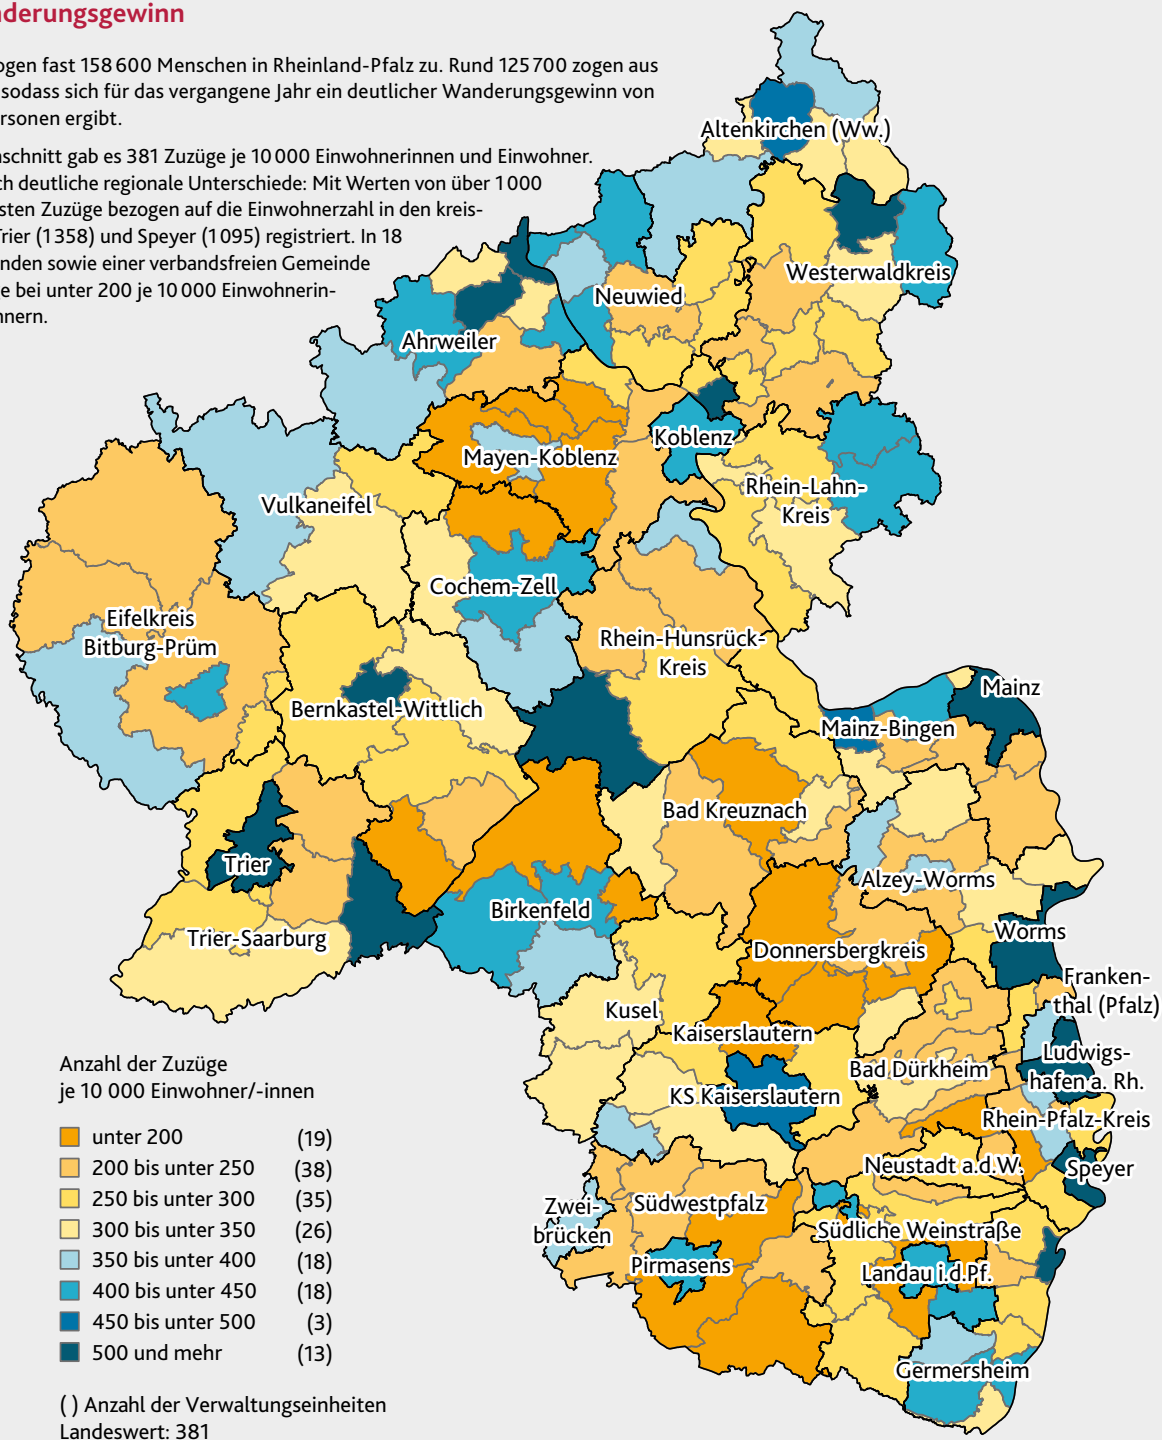 nderungsgewinn
ogen fast 158 600 Menschen in Rheinland-Pfalz zu. Rund 125 700 zogen aus
sodass sich für das vergangene Jahr ein deutlicher Wanderungsgewinn von
ersonen ergibt.
nschnitt gab es 381 Zuzüge je 10 000 Einwohnerinnen und Einwohner.
ch deutliche regionale Unterschiede: Mit Werten von über 1 000
sten Zuzüge bezogen auf die Einwohnerzahl in den kreis-
Trier (1 358) und Speyer (1 095) registriert. In 18
nden sowie einer verbandsfreien Gemeinde
e bei unter 200 je 10 000 Einwohnerin-
nnern.
Altenkirchen (Ww.)
Westerwaldkreis
Neuwied
Ahrweiler
Koblenz
Mayen-Koblenz
Rhein-Lahn-
Kreis
Vulkaneifel
Cochem-Zell
Eifelkreis
Bitburg-Prüm
Rhein-Hunsrück-
Kreis
Mainz
Bernkastel-Wittlich
Mainz-Bingen
Bad Kreuznach
Trier
Alzey-Worms
Birkenfeld
Worms
Trier-Saarburg
Donnersbergkreis
Franken-
thal (Pfalz)
Kusel
Kaiserslautern
Ludwigs-
hafen a. Rh.
Bad Dürkheim
KS Kaiserslautern
Rhein-Pfalz-Kreis
Neustadt a.d.W.
Speyer
Zwei-
brücken
Südwestpfalz
Südliche Weinstraße
Pirmasens
Landau i.d.Pf.
Germersheim
Anzahl der Zuzüge
je 10 000 Einwohner/-innen
unter 200 (19)
200 bis unter 250 (38)
250 bis unter 300 (35)
300 bis unter 350 (26)
350 bis unter 400 (18)
400 bis unter 450 (18)
450 bis unter 500 (3)
500 und mehr (13)
( ) Anzahl der Verwaltungseinheiten
Landeswert: 381